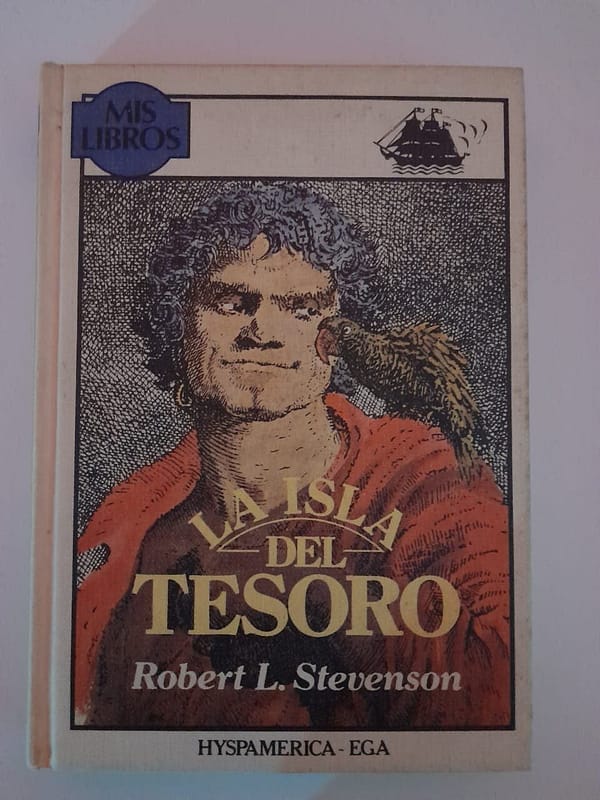 MIS
LIBROS
LA ISLA
DEL
TESORO
Robert L. Stevenson
HYSPAMERICA - EGA